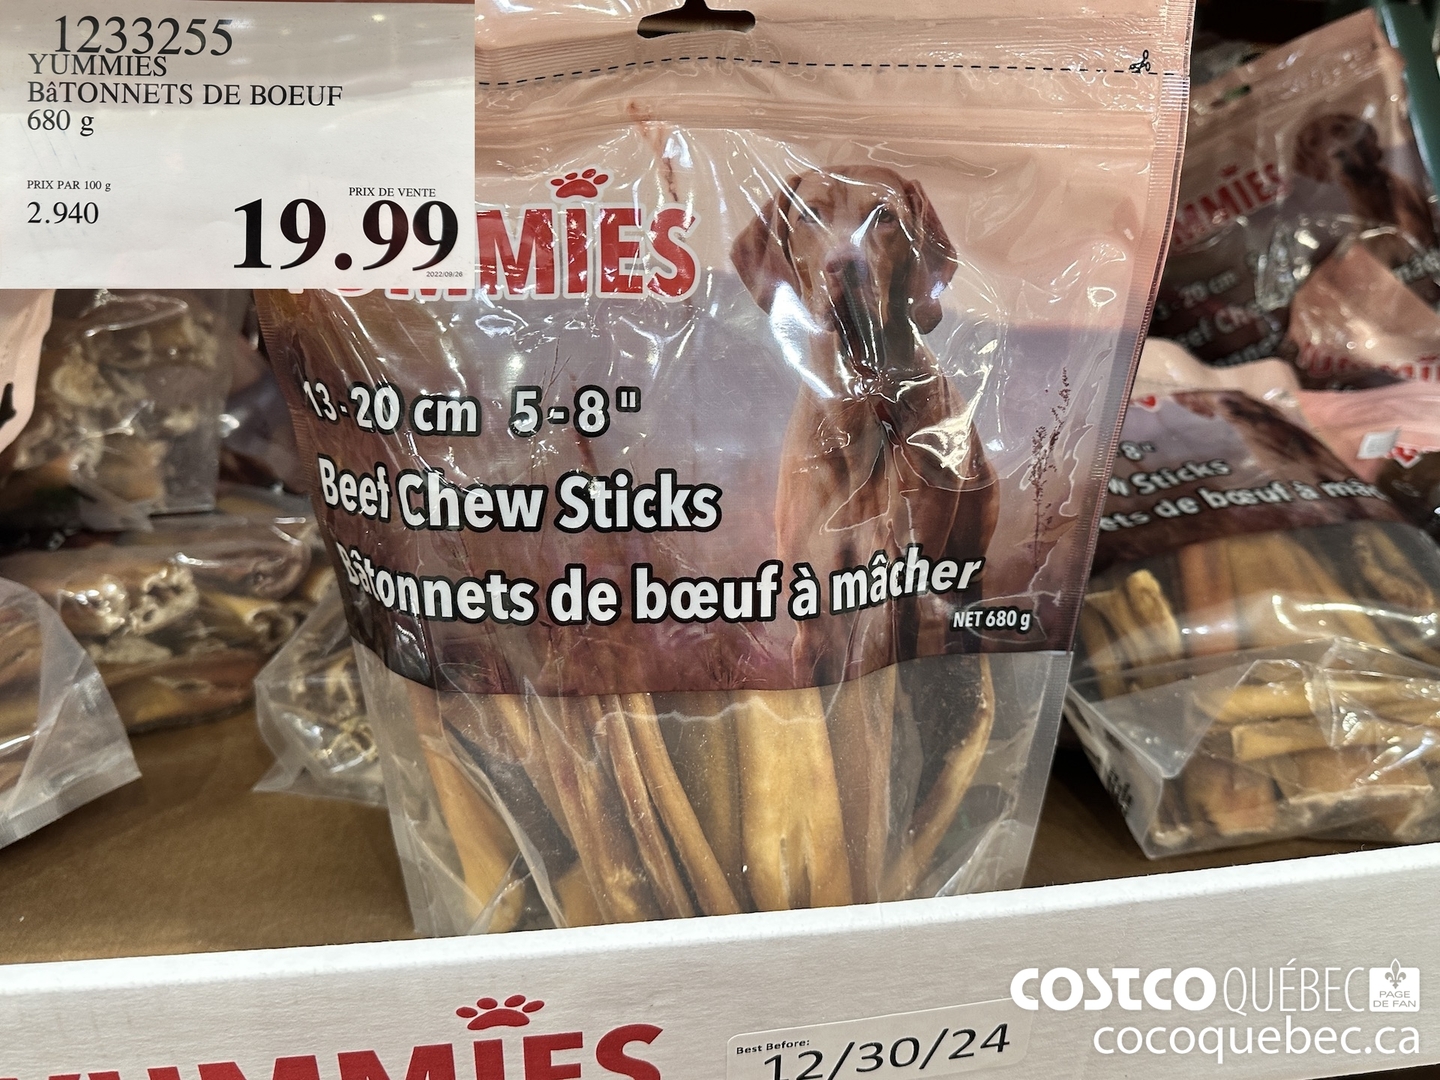 1233255
YUMMIES
BâTONNETS DE BOEUF
680 g
PRIX PAR 100 g
2.940
PRIX DE VENTE
19.99
2022/09/26
YUMMIES
13-20 cm 5-8"
Beef Chew Sticks
Bâtonnets de bœuf à mâcher
NET 680 g
YUMMIES
Best Before:
12/30/24
COSTCO QUÉBEC
PAGE
DE FAN
cocoquebec.ca